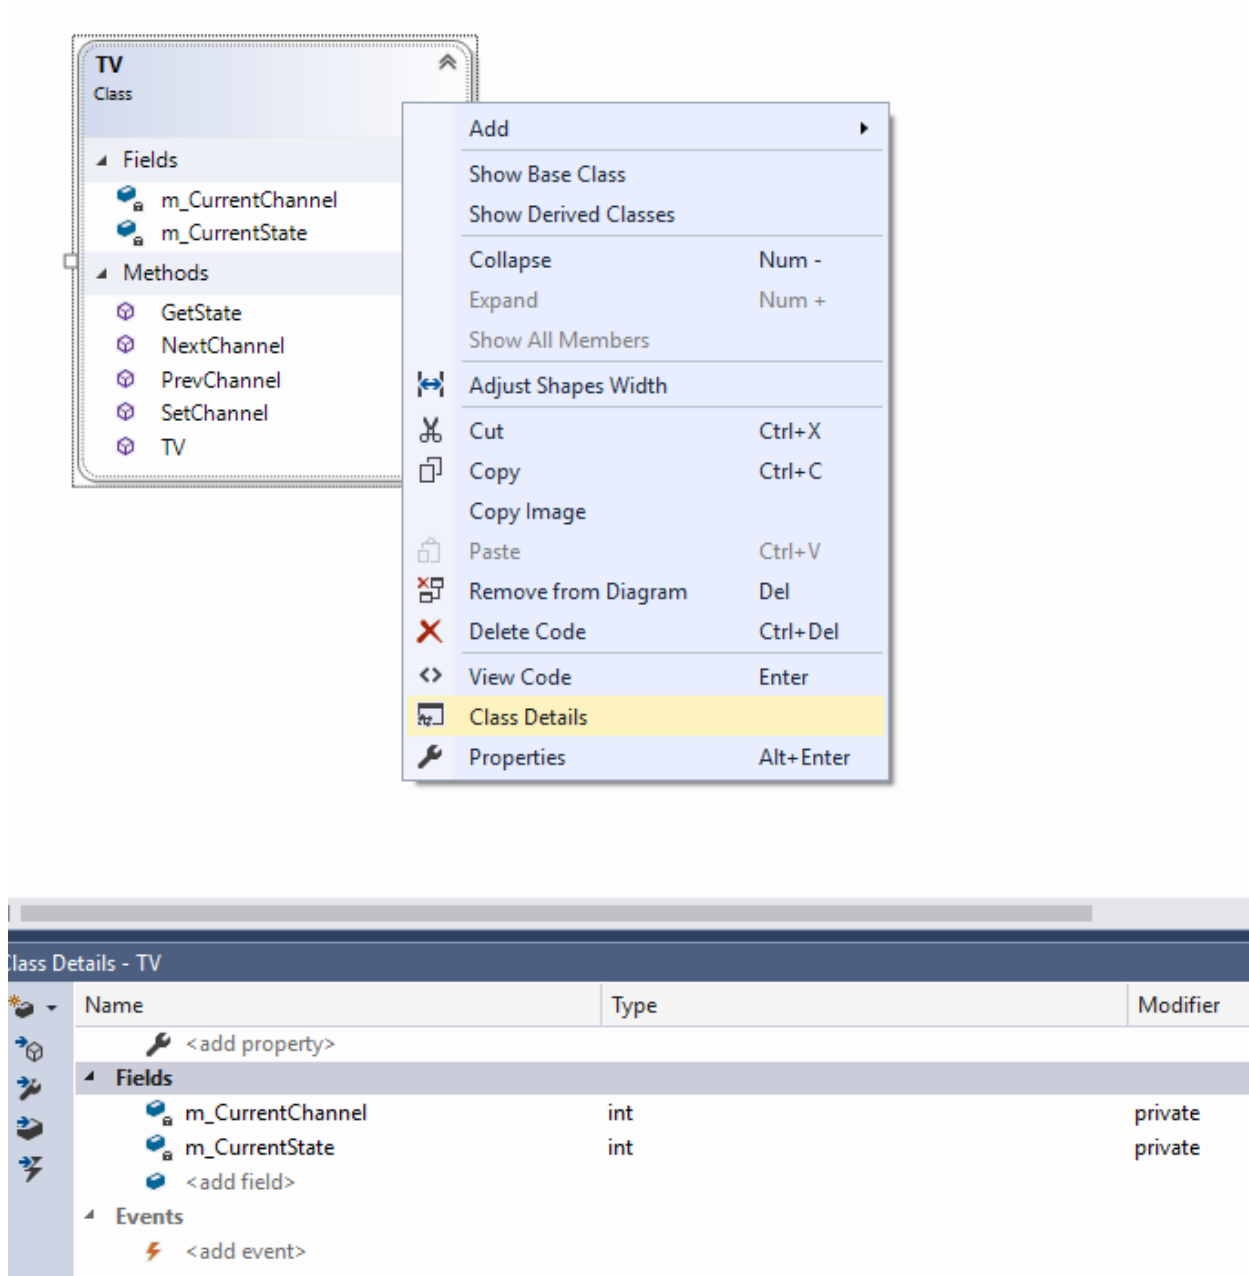 TV
Class
Fields
m_CurrentChannel
m_CurrentState
Methods
GetState
NextChannel
PrevChannel
SetChannel
TV
Add
Show Base Class
Show Derived Classes
Collapse Num -
Expand Num +
Show All Members
Adjust Shapes Width
Cut Ctrl+X
Copy Ctrl+C
Copy Image
Paste Ctrl+V
Remove from Diagram Del
Delete Code Ctrl+Del
View Code Enter
Class Details
Properties Alt+Enter
Class Details - TV
Name Type Modifier
<add property>
Fields
m_CurrentChannel int private
m_CurrentState int private
<add field>
Events
<add event>